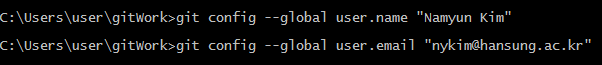 C:\Users\user\gitWork>git config --global user.name "Namyun Kim"
C:\Users\user\gitWork>git config --global user.email "nykim@hansung.ac.kr"